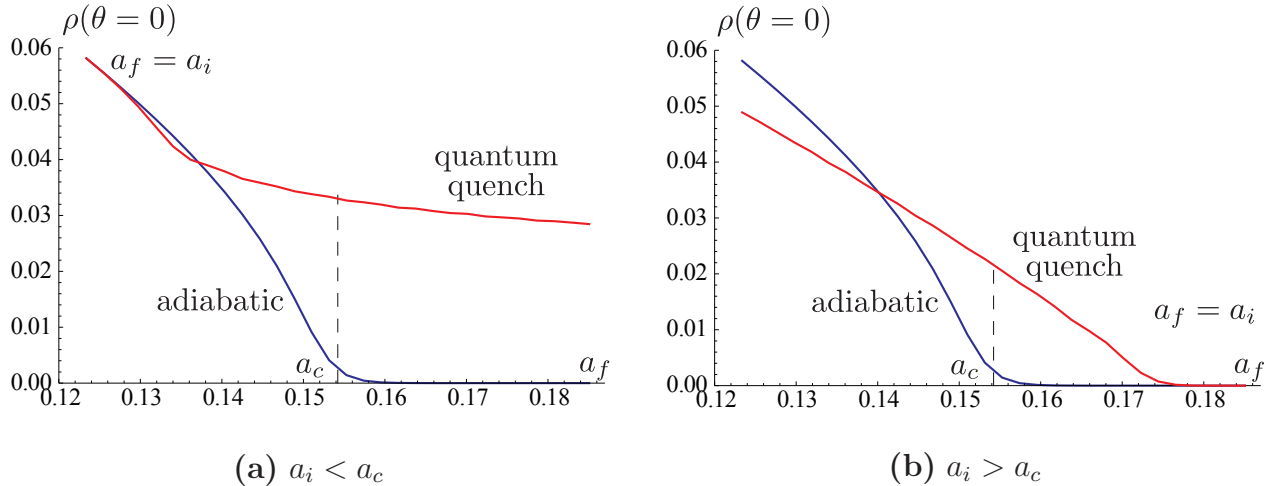 ρ(θ = 0)
0.06
0.05
0.04
0.03
0.02
0.01
0.00
a_f = a_i
quantum
quench
adiabatic
a_c
a_f
0.12 0.13 0.14 0.15 0.16 0.17 0.18
(a) a_i < a_c
ρ(θ = 0)
0.06
0.05
0.04
0.03
0.02
0.01
0.00
quantum
quench
adiabatic
a_f = a_i
a_c
a_f
0.12 0.13 0.14 0.15 0.16 0.17 0.18
(b) a_i > a_c